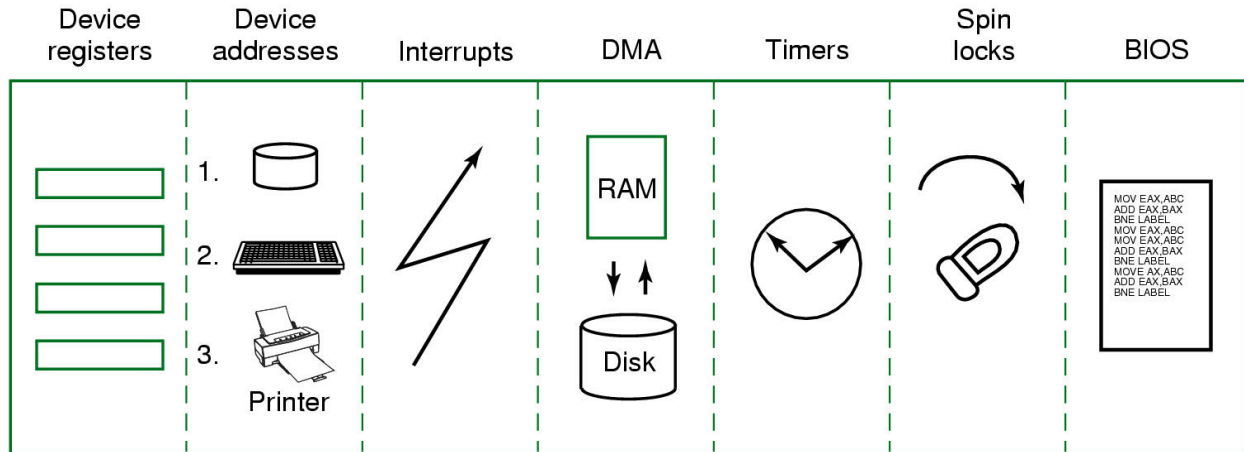 Device
registers
Device
addresses
Interrupts
DMA
Timers
Spin
locks
BIOS
1.
2.
3.
Printer
RAM
Disk
MOV EAX,ABC
ADD EAX,BAX
BNE LABEL
MOV EAX,ABC
MOV EAX,ABC
ADD EAX,BAX
BNE LABEL
MOVE AX,ABC
ADD EAX,BAX
BNE LABEL